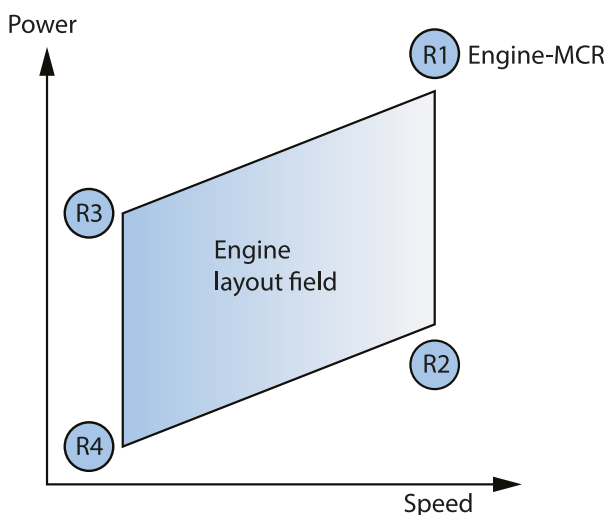 Power
R1 Engine-MCR
R3
Engine
layout field
R2
R4
Speed